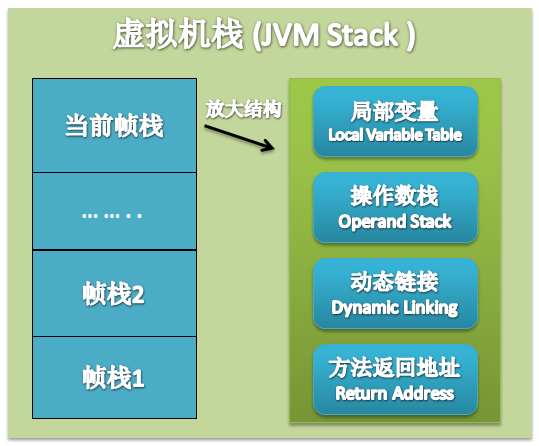 虚拟机栈 (JVM Stack )
当前帧栈
… … . .
帧栈2
帧栈1
放大结构
局部变量
Local Variable Table
操作数栈
Operand Stack
动态链接
Dynamic Linking
方法返回地址
Return Address